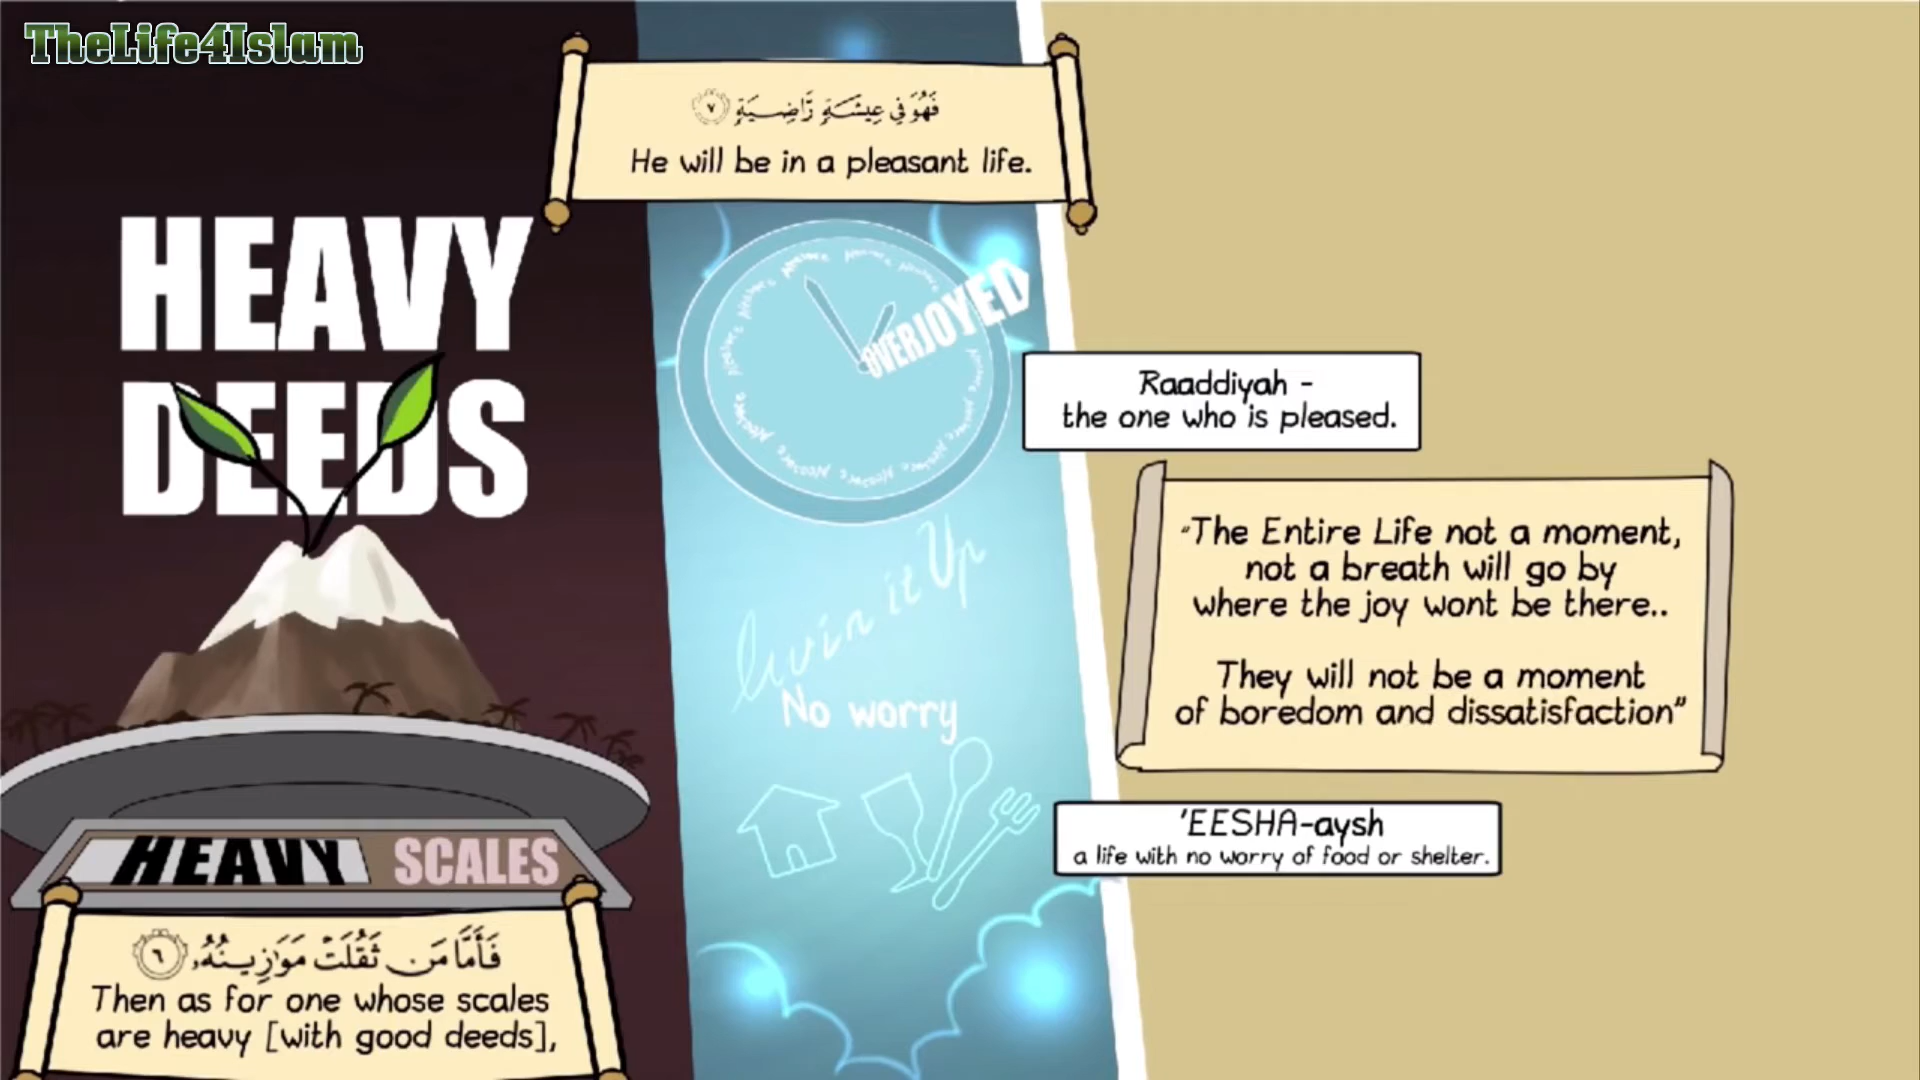 TheLife4Islam
فَهُوَ فِي عِيشَةٍ رَّاضِيَةٍ ٧
He will be in a pleasant life.
HEAVY
DEEDS
OVERJOYED
Raaddiyah -
the one who is pleased.
"The Entire Life not a moment,
not a breath will go by
where the joy wont be there..
They will not be a moment
of boredom and dissatisfaction"
livin it Up
No worry
'EESHA-aysh
a life with no worry of food or shelter.
HEAVY SCALES
فَأَمَّا مَن ثَقُلَتْ مَوَازِينُهُ ٦
Then as for one whose scales
are heavy [with good deeds],